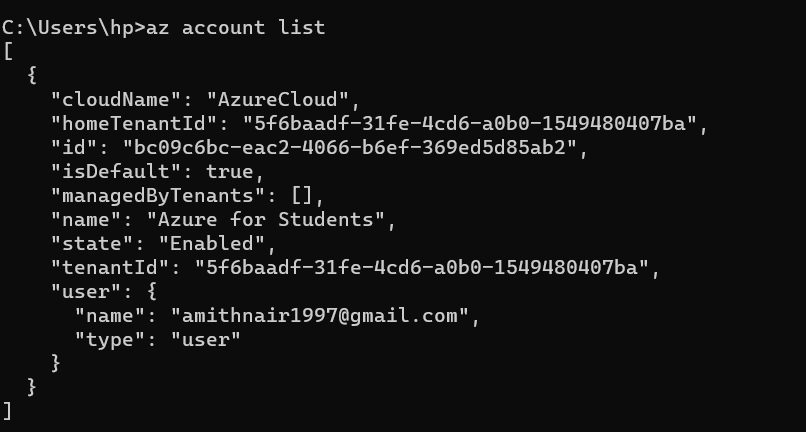 C:\Users\hp>az account list
[
  {
    "cloudName": "AzureCloud",
    "homeTenantId": "5f6baadf-31fe-4cd6-a0b0-1549480407ba",
    "id": "bc09c6bc-eac2-4066-b6ef-369ed5d85ab2",
    "isDefault": true,
    "managedByTenants": [],
    "name": "Azure for Students",
    "state": "Enabled",
    "tenantId": "5f6baadf-31fe-4cd6-a0b0-1549480407ba",
    "user": {
      "name": "amithnair1997@gmail.com",
      "type": "user"
    }
  }
]